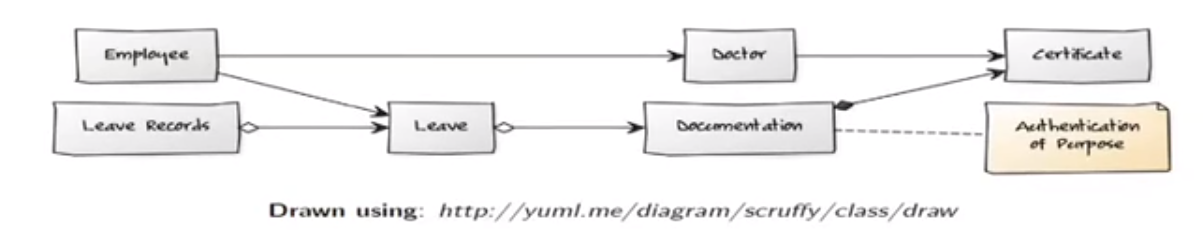 Employee
Doctor
Certificate
Leave Records
Leave
Documentation
Authentication
of Purpose
Drawn using: http://yuml.me/diagram/scruffy/class/draw